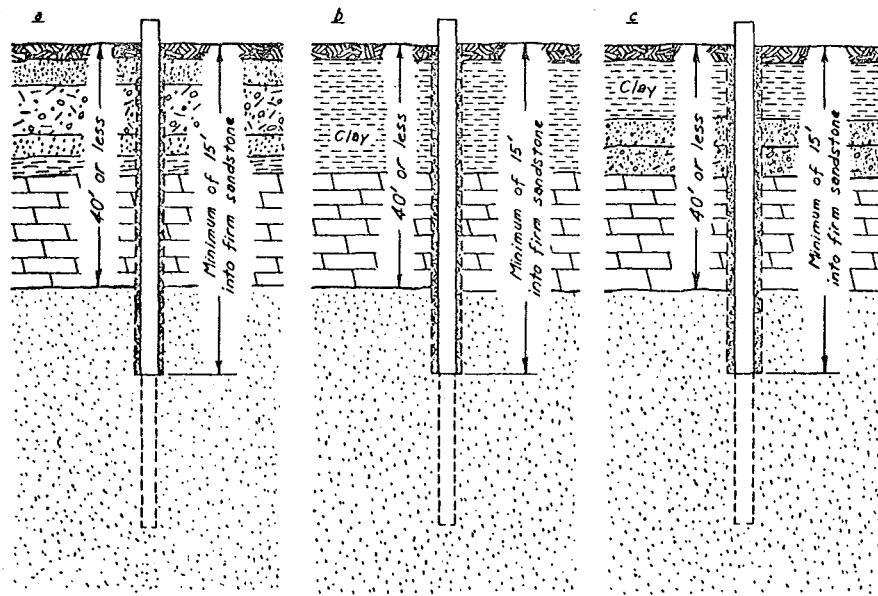 a
40' or less
Minimum of 15'
into firm sandstone
b
Clay
40' or less
Minimum of 15'
into firm sandstone
c
Clay
40' or less
Minimum of 15'
into firm sandstone